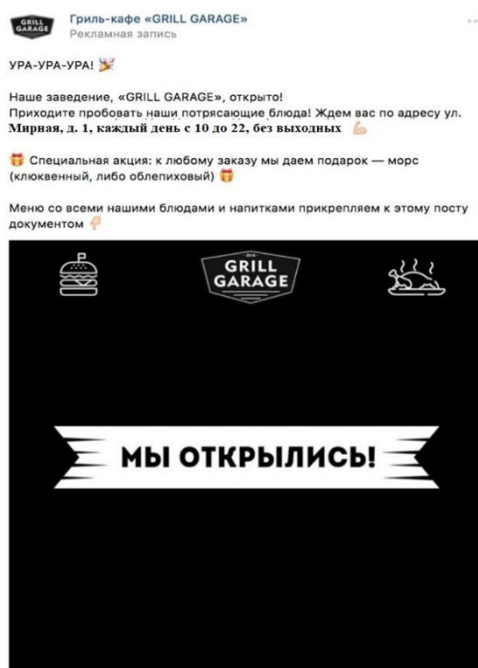 GRILL
GARAGE
Гриль-кафе «GRILL GARAGE»
Рекламная запись
УРА-УРА-УРА! 🎉
Наше заведение, «GRILL GARAGE», открыто!
Приходите пробовать наши потрясающие блюда! Ждем вас по адресу ул.
Мирная, д. 1, каждый день с 10 до 22, без выходных 💪🏻
🎁 Специальная акция: к любому заказу мы даем подарок — морс
(клюквенный, либо облепиховый) 🎁
Меню со всеми нашими блюдами и напитками прикрепляем к этому посту
документом 👇🏻
GRILL
GARAGE
МЫ ОТКРЫЛИСЬ!